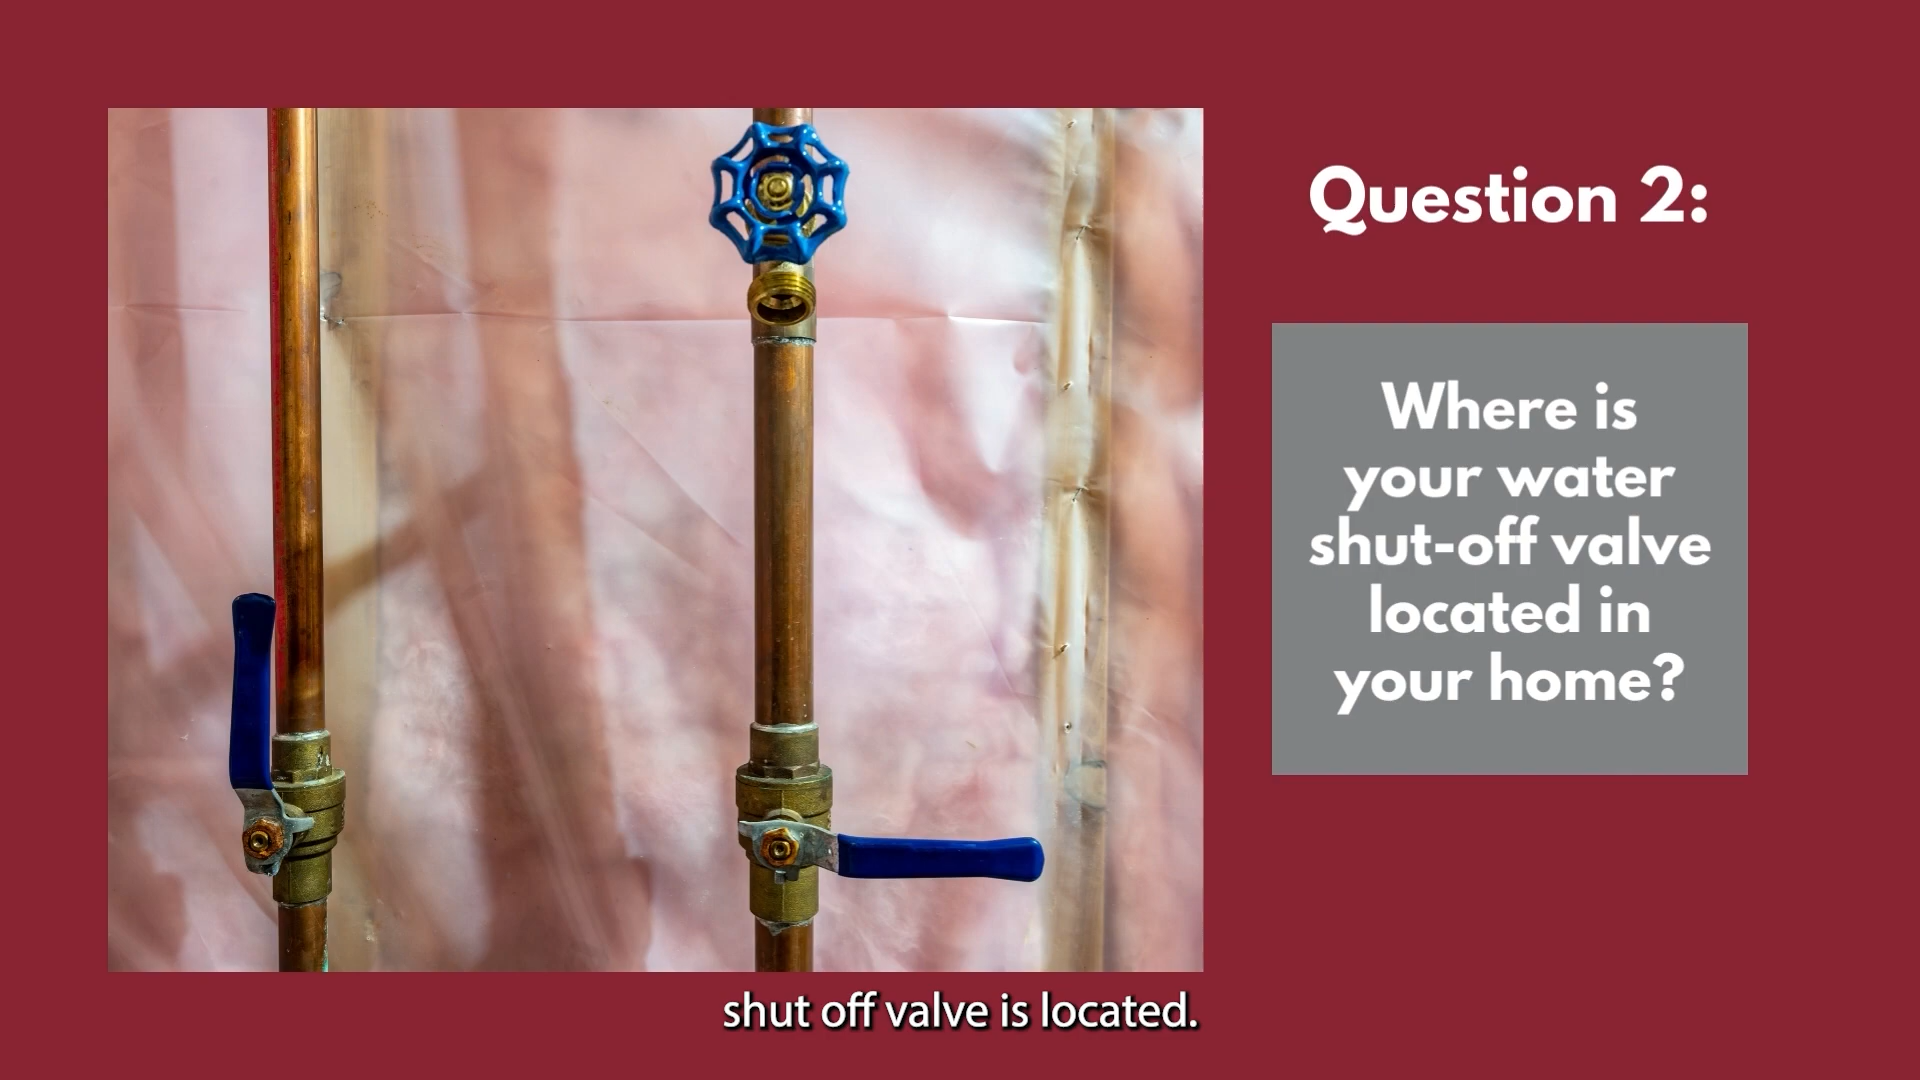 Question 2:
Where is
your water
shut-off valve
located in
your home?
shut off valve is located.